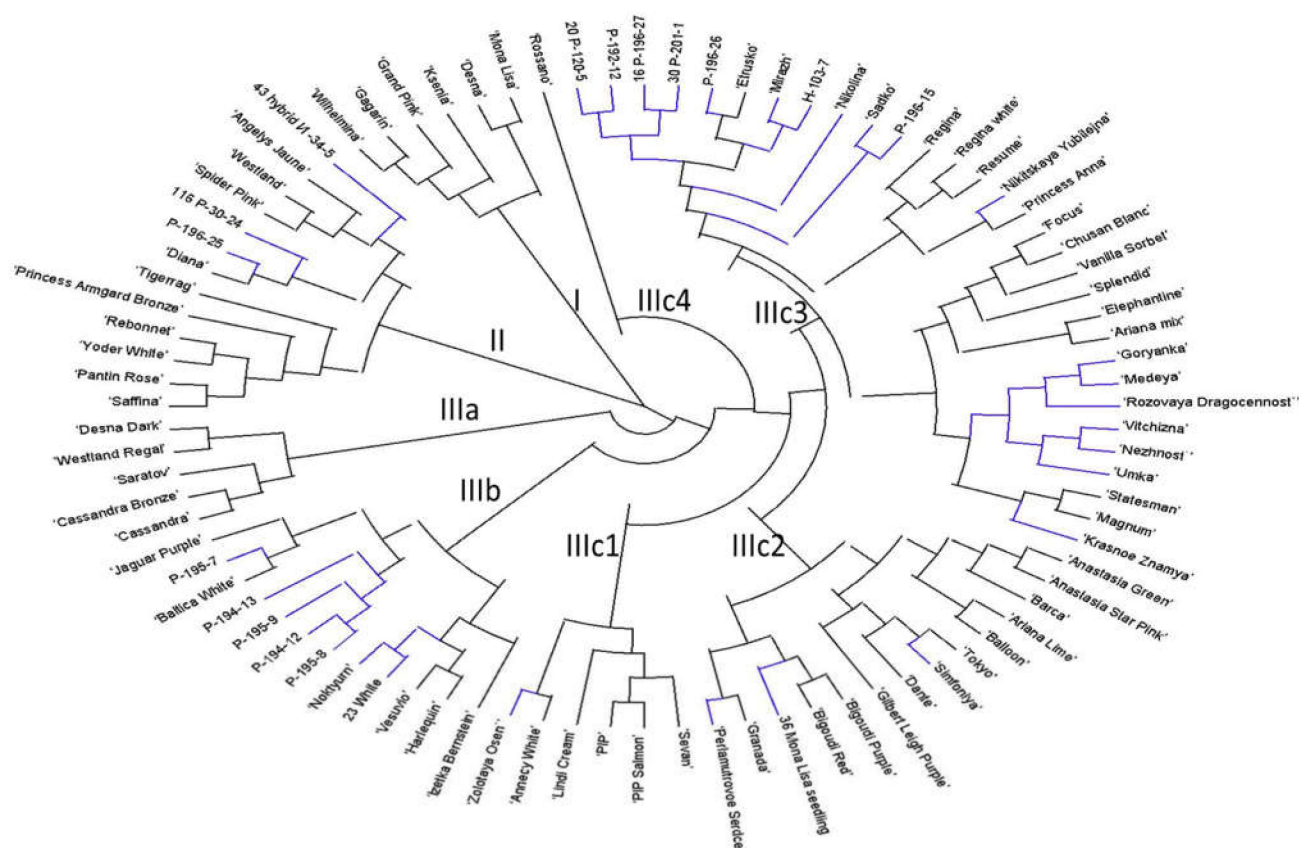 'Rossano'
20 P-120-5
P-192-12
16 P-196-27
30 P-201-1
P-196-26
'Etrusko'
'Mirazh'
H-103-7
'Nikolina'
'Sadko'
P-196-15
'Regina'
'Regina white'
'Resume'
'Nikitskaya Yubilejna'
'Princess Anna'
'Focus'
'Chusan Blanc'
'Vanilla Sorbet'
'Splendid'
'Elephantine'
'Ariana mix'
'Goryanka'
'Medeya'
'Rozovaya Dragocennost`'
'Vitchizna'
'Nezhnost`'
'Umka'
'Statesman'
'Magnum'
'Krasnoe Znamya'
'Anastasia Green'
'Anastasia Star Pink'
'Barca'
'Ariana Lime'
'Balloon'
'Tokyo'
'Simfoniya'
'Dante'
'Gilbert Leigh Purple'
'Bigoudi Purple'
'Bigoudi Red'
36 Mona Lisa seedling
'Granada'
'Perlamutrovoe Serdce
'Sevan'
'PIP Salmon'
'PIP'
'Lindi Cream'
'Annecy White'
'Zolotaya Osen`'
'Izetka Bernstein'
'Harlequin'
'Vesuvio'
23 White
'Noktyurn'
P-195-8
P-194-12
P-195-9
P-194-13
'Baltica White'
P-195-7
'Jaguar Purple'
'Cassandra'
'Cassandra Bronze'
'Saratov'
'Westland Regal'
'Desna Dark'
'Saffina'
'Pantin Rose'
'Yoder White'
'Rebonnet'
'Princess Armgard Bronze'
'Tigerrag'
'Diana'
P-196-25
116 P-30-24
'Spider Pink'
'Westland'
'Angelys Jaune'
43 hybrid И-34-5
'Wilhelmina'
'Gagarin'
'Grand Pink'
'Ksenia'
'Desna'
'Mona Lisa'
I
II
IIIa
IIIb
IIIc1
IIIc2
IIIc3
IIIc4